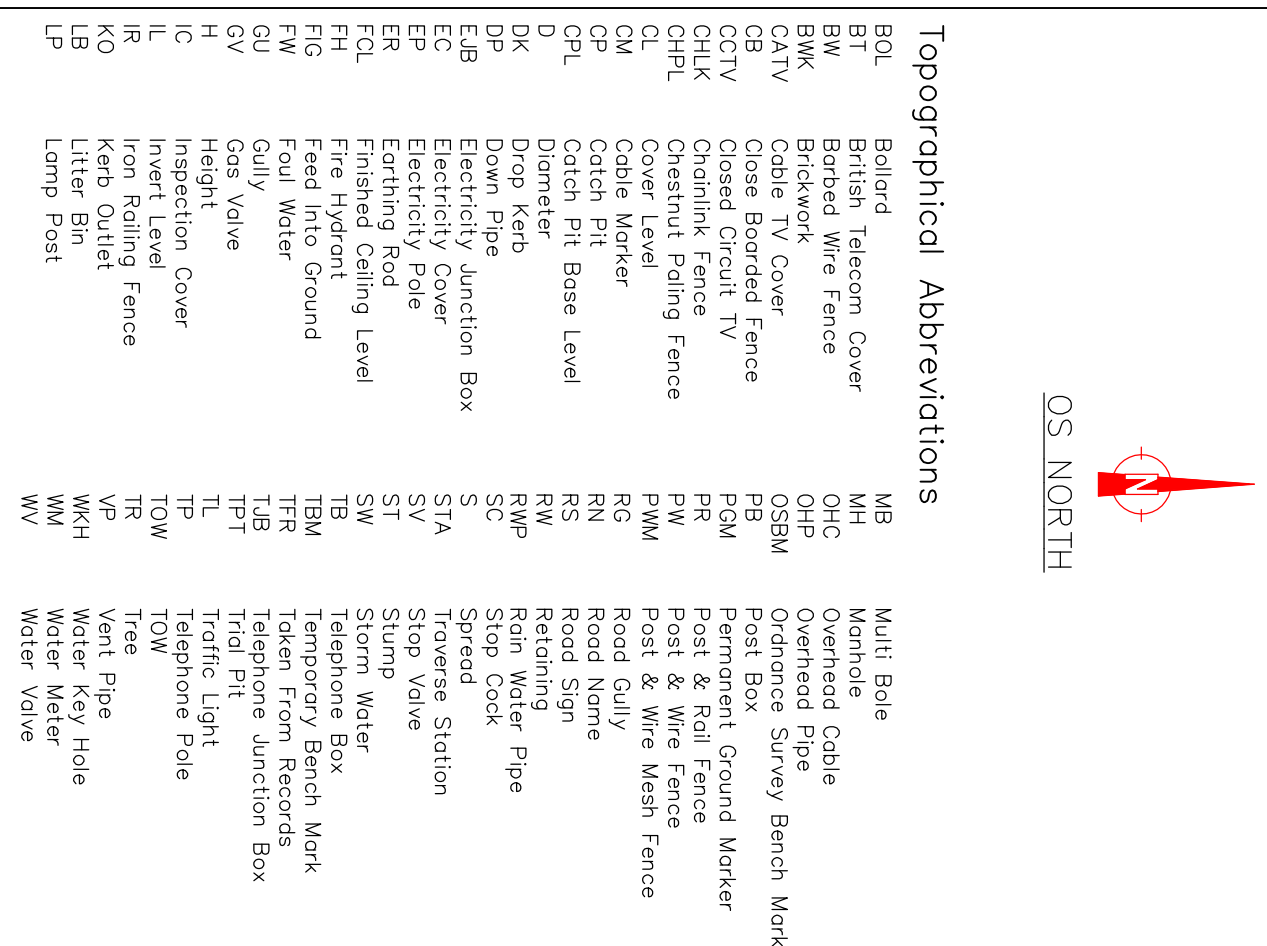 N
OS NORTH
Topographical Abbreviations
BOL Bollard
BT British Telecom Cover
BW Barbed Wire Fence
BWK Brickwork
CATV Cable TV Cover
CB Close Boarded Fence
CCTV Closed Circuit TV
CHLK Chainlink Fence
CHPL Chestnut Paling Fence
CL Cover Level
CM Cable Marker
CP Catch Pit
CPL Catch Pit Base Level
D Diameter
DK Drop Kerb
DP Down Pipe
EJB Electricity Junction Box
EC Electricity Cover
EP Electricity Pole
ER Earthing Rod
FCL Finished Ceiling Level
FH Fire Hydrant
FIG Feed Into Ground
FW Foul Water
GU Gully
GV Gas Valve
H Height
IC Inspection Cover
IL Invert Level
IR Iron Railing Fence
KO Kerb Outlet
LB Litter Bin
LP Lamp Post
MB Multi Bole
MH Manhole
OHC Overhead Cable
OHP Overhead Pipe
OSBM Ordnance Survey Bench Mark
PB Post Box
PGM Permanent Ground Marker
PR Post & Rail Fence
PW Post & Wire Fence
PWM Post & Wire Mesh Fence
RG Road Gully
RN Road Name
RS Road Sign
RW Retaining
RWP Rain Water Pipe
SC Stop Cock
S Spread
STA Traverse Station
SV Stop Valve
ST Stump
SW Storm Water
TB Telephone Box
TBM Temporary Bench Mark
TFR Taken From Records
TJB Telephone Junction Box
TPT Trial Pit
TL Traffic Light
TP Telephone Pole
TOW TOW
TR Tree
VP Vent Pipe
WKH Water Key Hole
WM Water Meter
WV Water Valve